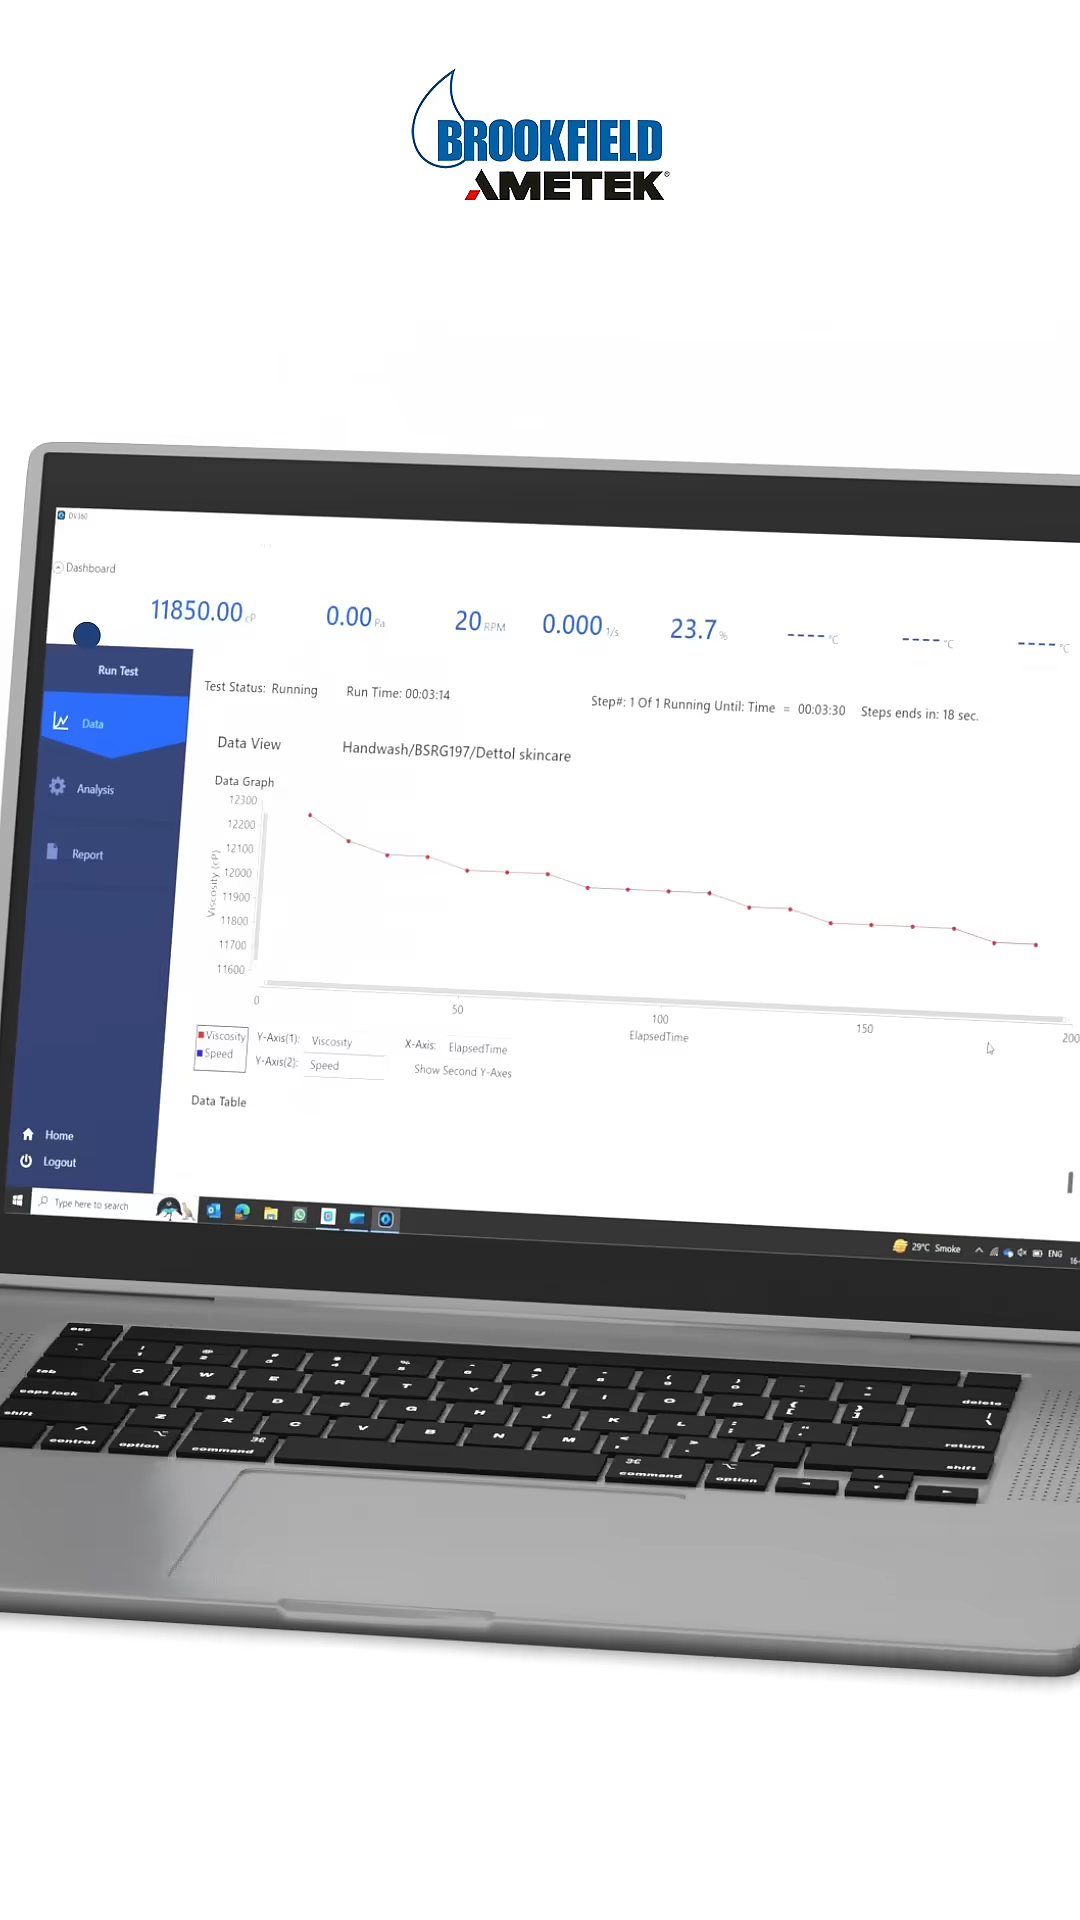 BROOKFIELD
AMETEK®
DV360
Dashboard
11850.00 cP 0.00 Pa 20 RPM 0.000 1/s 23.7 % ---- °C ---- °C ---- °C
Run Test
Test Status: Running Run Time: 00:03:14 Step#: 1 Of 1 Running Until: Time = 00:03:30 Steps ends in: 18 sec.
Data
Data View Handwash/BSRG197/Dettol skincare
Analysis
Data Graph
Report
12300
12200
12100
12000
11900
11800
11700
11600
Viscosity (cP)
0 50 100 150 200
ElapsedTime
Viscosity Y-Axis(1): Viscosity X-Axis: ElapsedTime
Speed Y-Axis(2): Speed Show Second Y-Axes
Data Table
Home
Logout
Type here to search
29°C Smoke ENG
16-
esc
tab Q W E R T Y U I O P delete
caps lock A S D F G H J K L return
shift Z X C V B N M shift
control option command command option